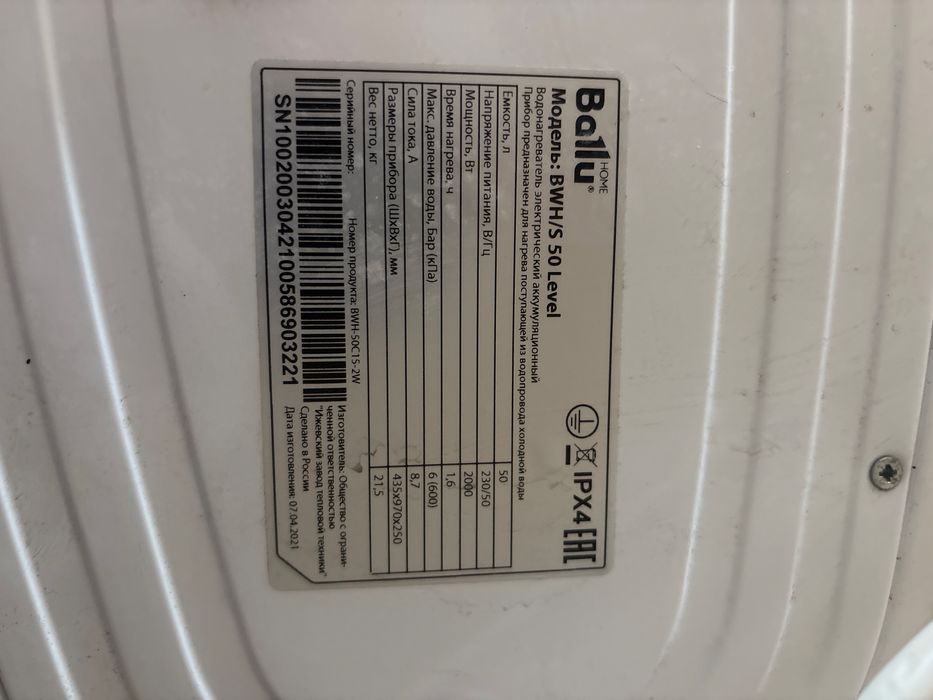 Ballu®
HOME
IPX4 EAC
Модель: BWH/S 50 Level
Водонагреватель электрический аккумуляционный
Прибор предназначен для нагрева поступающей из водопровода холодной воды
Емкость, л 50
Напряжение питания, В/Гц 230/50
Мощность, Вт 2000
Время нагрева, ч 1,6
Макс. давление воды, Бар (кПа) 6 (600)
Сила тока, А 8,7
Размеры прибора (ШхВхГ), мм 435x970x250
Вес нетто, кг 21,5
Серийный номер: Номер продукта: BWH-50C15-2W
SN1002003042100586903221
Изготовитель: Общество с ограни-
ченной ответственностью
"Ижевский завод тепловой техники"
Сделано в России
Дата изготовления: 07.04.2021